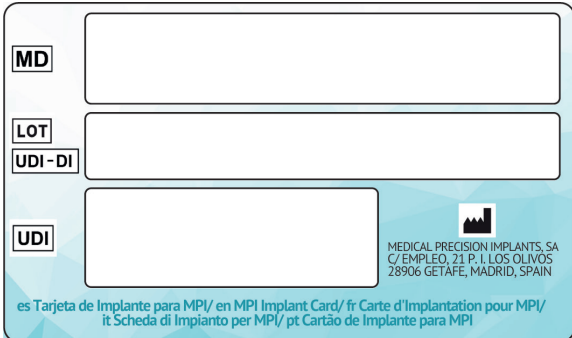 MD
LOT
UDI-DI
UDI
MEDICAL PRECISION IMPLANTS, SA
C/ EMPLEO, 21 P. I. LOS OLIVOS
28906 GETAFE, MADRID, SPAIN
es Tarjeta de Implante para MPI/ en MPI Implant Card/ fr Carte d'Implantation pour MPI/
it Scheda di Impianto per MPI/ pt Cartão de Implante para MPI